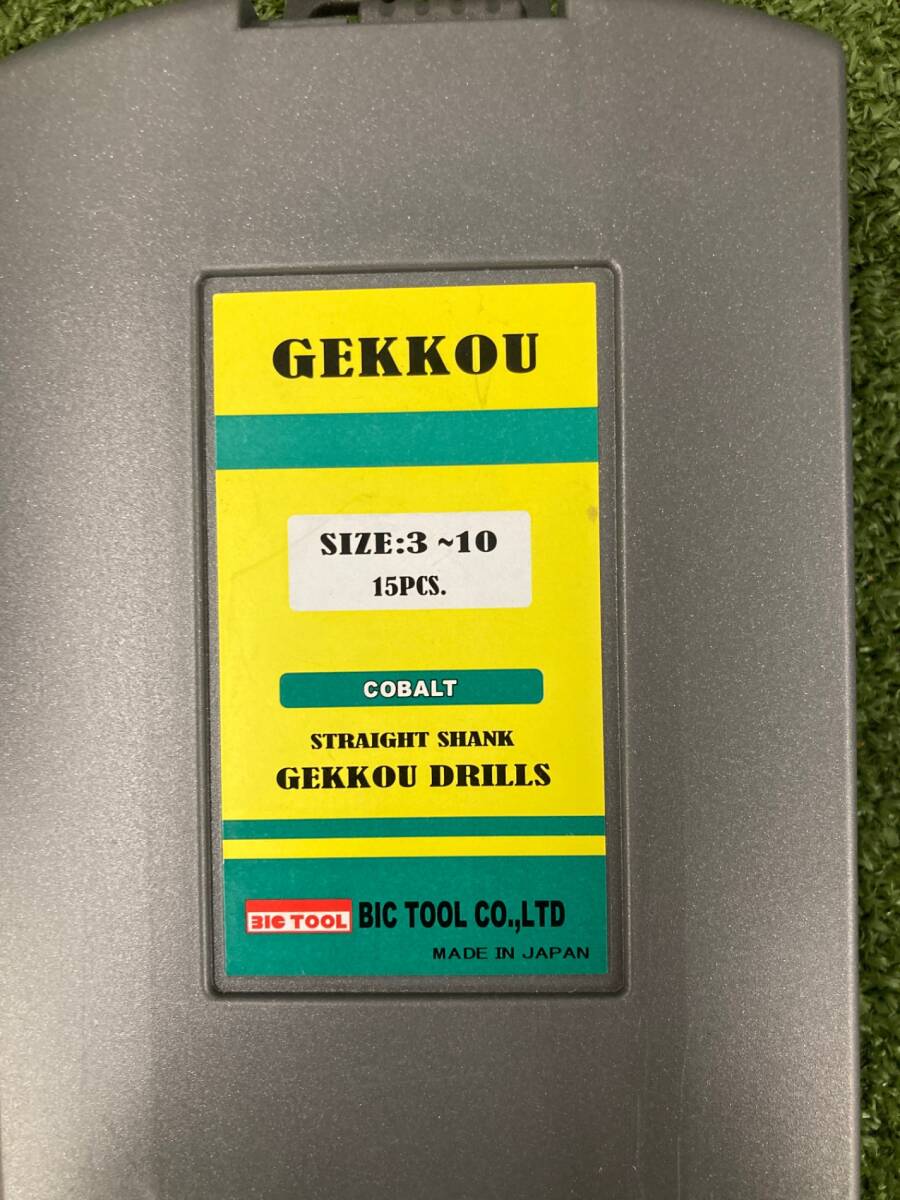 GEKKOU
SIZE:3 ~10
15PCS.
COBALT
STRAIGHT SHANK
GEKKOU DRILLS
BIC TOOL BIC TOOL CO.,LTD
MADE IN JAPAN